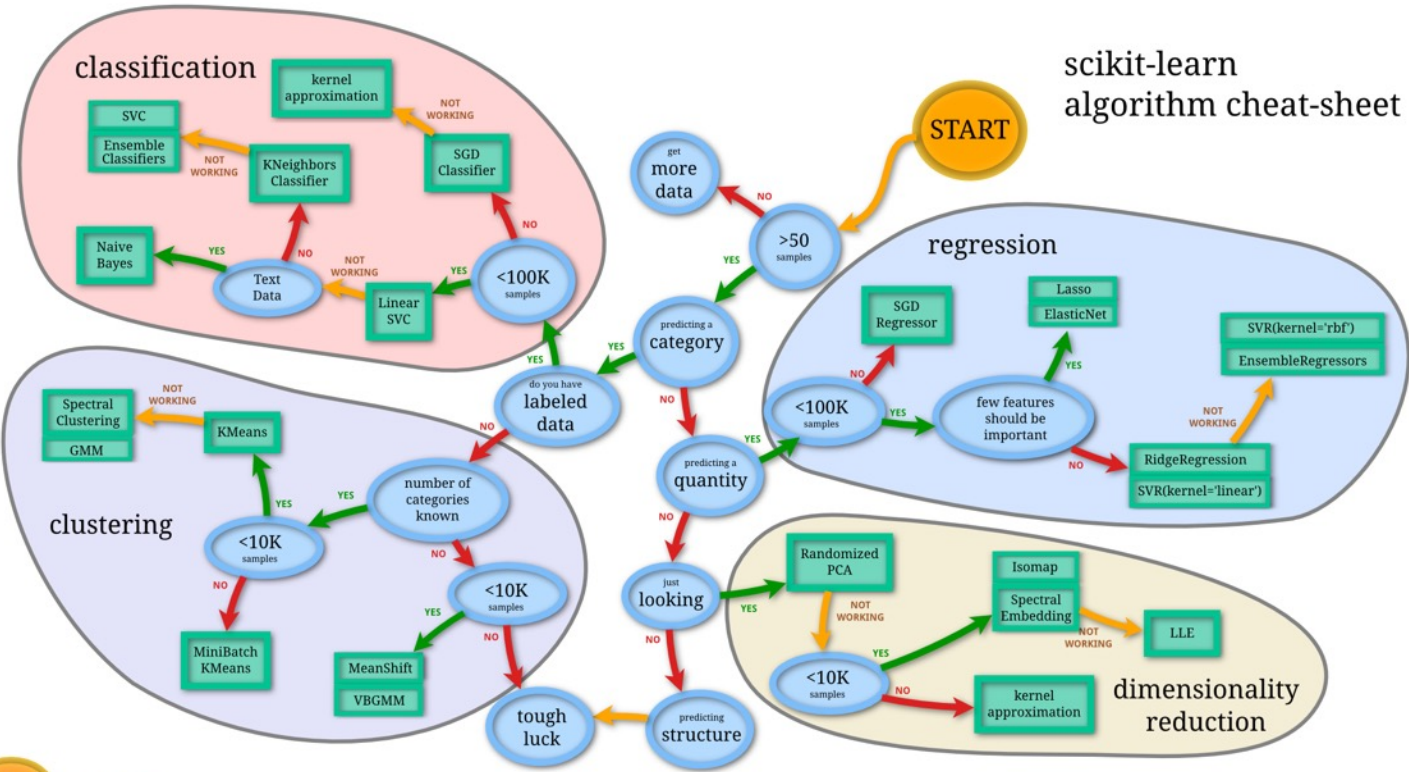 scikit-learn
algorithm cheat-sheet
START
classification
kernel
approximation
NOT
WORKING
SVC
Ensemble
Classifiers
NOT
WORKING
KNeighbors
Classifier
SGD
Classifier
NO
Naive
Bayes
YES
Text
Data
NO
NOT
WORKING
Linear
SVC
YES
<100K
samples
YES
get
more
data
NO
>50
samples
YES
predicting a
category
YES
do you have
labeled
data
NO
NO
predicting a
quantity
YES
NO
just
looking
YES
NO
predicting
structure
tough
luck
regression
SGD
Regressor
NO
<100K
samples
YES
Lasso
ElasticNet
YES
few features
should be
important
NO
SVR(kernel='rbf')
EnsembleRegressors
NOT
WORKING
RidgeRegression
SVR(kernel='linear')
clustering
Spectral
Clustering
GMM
NOT
WORKING
KMeans
YES
<10K
samples
NO
MiniBatch
KMeans
YES
number of
categories
known
NO
<10K
samples
YES
NO
MeanShift
VBGMM
dimensionality
reduction
Randomized
PCA
NOT
WORKING
<10K
samples
YES
Isomap
Spectral
Embedding
NOT
WORKING
LLE
NO
kernel
approximation